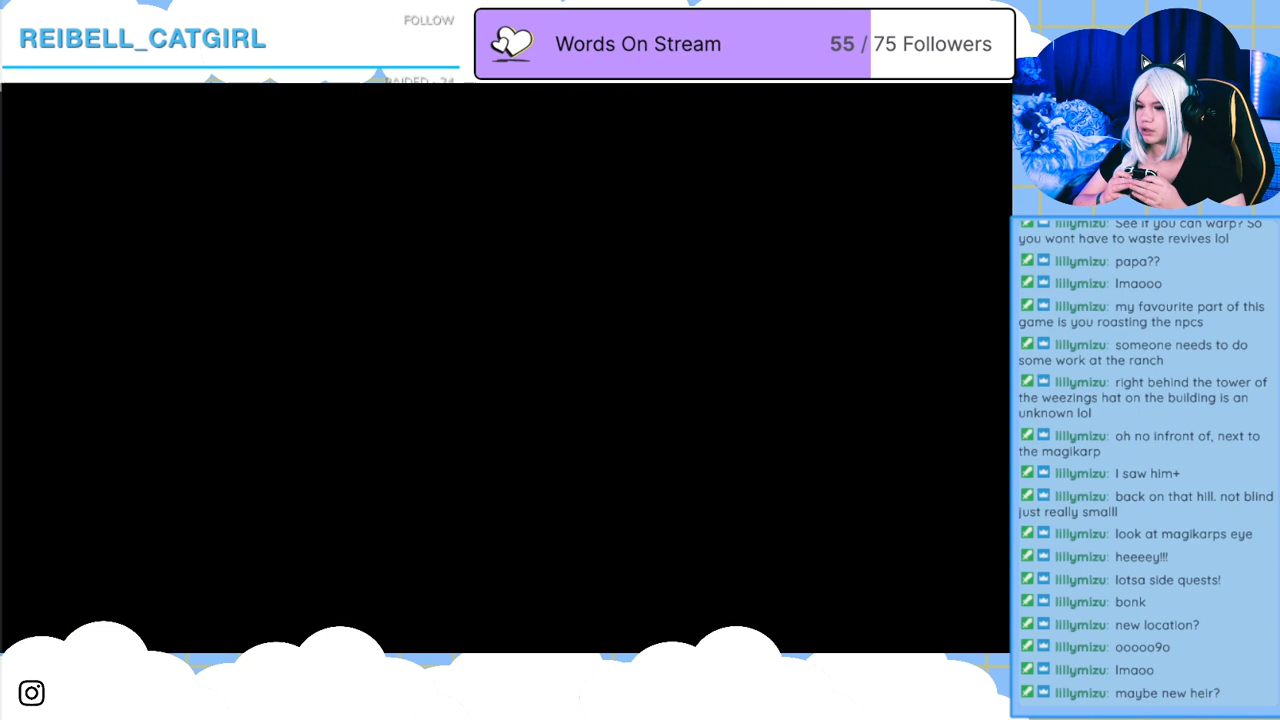 REIBELL_CATGIRL
FOLLOW
RAIDED - 24
Words On Stream
55 / 75 Followers
lillymizu: See if you can warp? So
you wont have to waste revives lol
lillymizu: papa??
lillymizu: lmaooo
lillymizu: my favourite part of this
game is you roasting the npcs
lillymizu: someone needs to do
some work at the ranch
lillymizu: right behind the tower of
the weezings hat on the building is an
unknown lol
lillymizu: oh no infront of, next to
the magikarp
lillymizu: I saw him+
lillymizu: back on that hill. not blind
just really smalll
lillymizu: look at magikarps eye
lillymizu: heeeey!!!
lillymizu: lotsa side quests!
lillymizu: bonk
lillymizu: new location?
lillymizu: ooooo9o
lillymizu: lmaoo
lillymizu: maybe new heir?